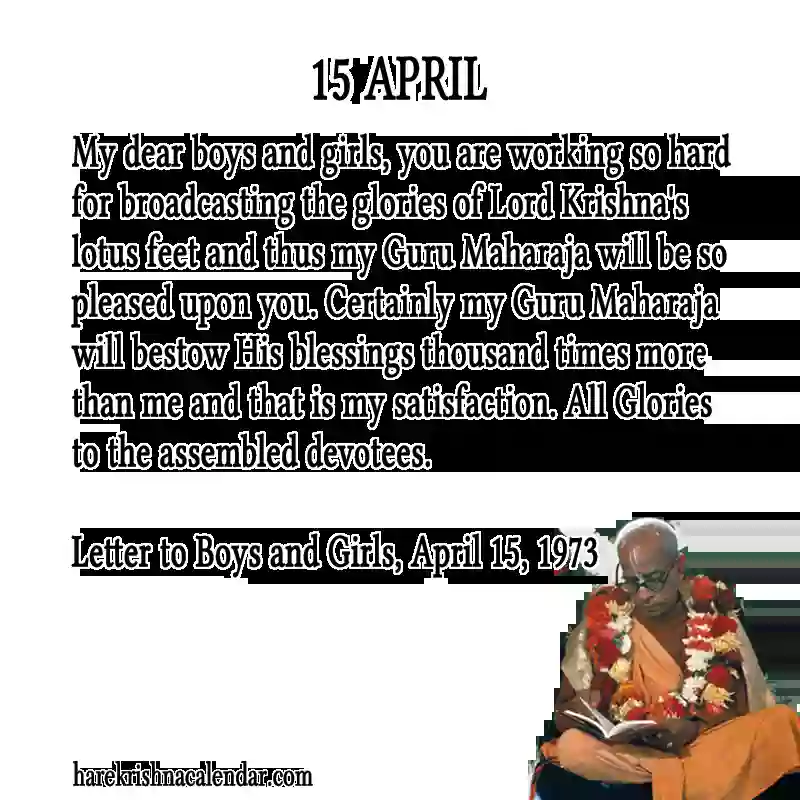 15 APRIL
My dear boys and girls, you are working so hard
for broadcasting the glories of Lord Krishna's
lotus feet and thus my Guru Maharaja will be so
pleased upon you. Certainly my Guru Maharaja
will bestow His blessings thousand times more
than me and that is my satisfaction. All Glories
to the assembled devotees.
Letter to Boys and Girls, April 15, 1973
harekrishnacalendar.com